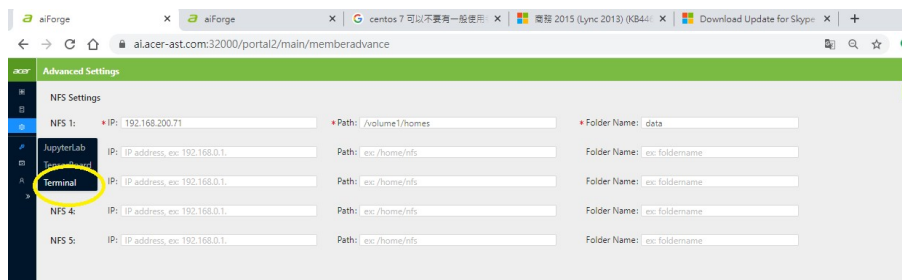 aiForge
aiForge
centos 7 可以不要有一般使用
商務 2015 (Lync 2013) (KB44
Download Update for Skype
ai.acer-ast.com:32000/portal2/main/memberadvance
acer Advanced Settings
NFS Settings
NFS 1: * IP: 192.168.200.71 * Path: /volume1/homes * Folder Name: data
JupyterLab IP: IP address, ex: 192.168.0.1. Path: ex: /home/nfs Folder Name: ex: foldername
TensorBoard
Terminal IP: IP address, ex: 192.168.0.1. Path: ex: /home/nfs Folder Name: ex: foldername
NFS 4: IP: IP address, ex: 192.168.0.1. Path: ex: /home/nfs Folder Name: ex: foldername
NFS 5: IP: IP address, ex: 192.168.0.1. Path: ex: /home/nfs Folder Name: ex: foldername